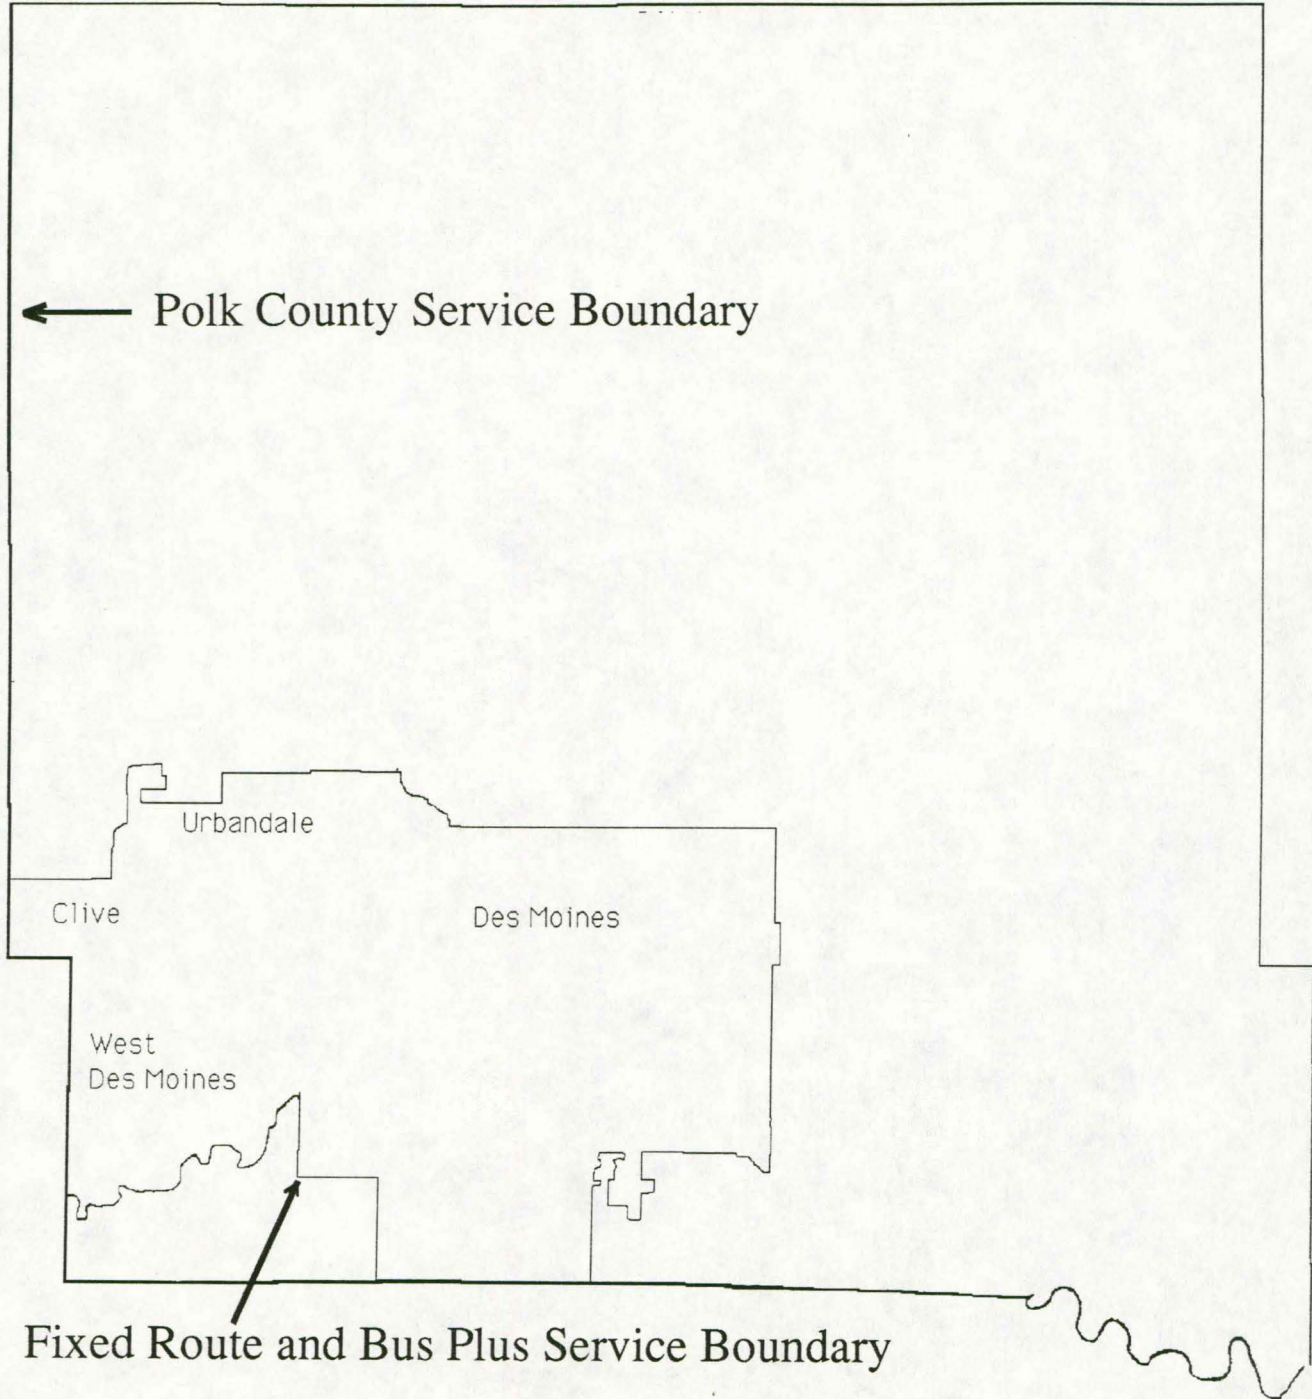 Polk County Service Boundary
Urbandale
Clive
Des Moines
West
Des Moines
Fixed Route and Bus Plus Service Boundary